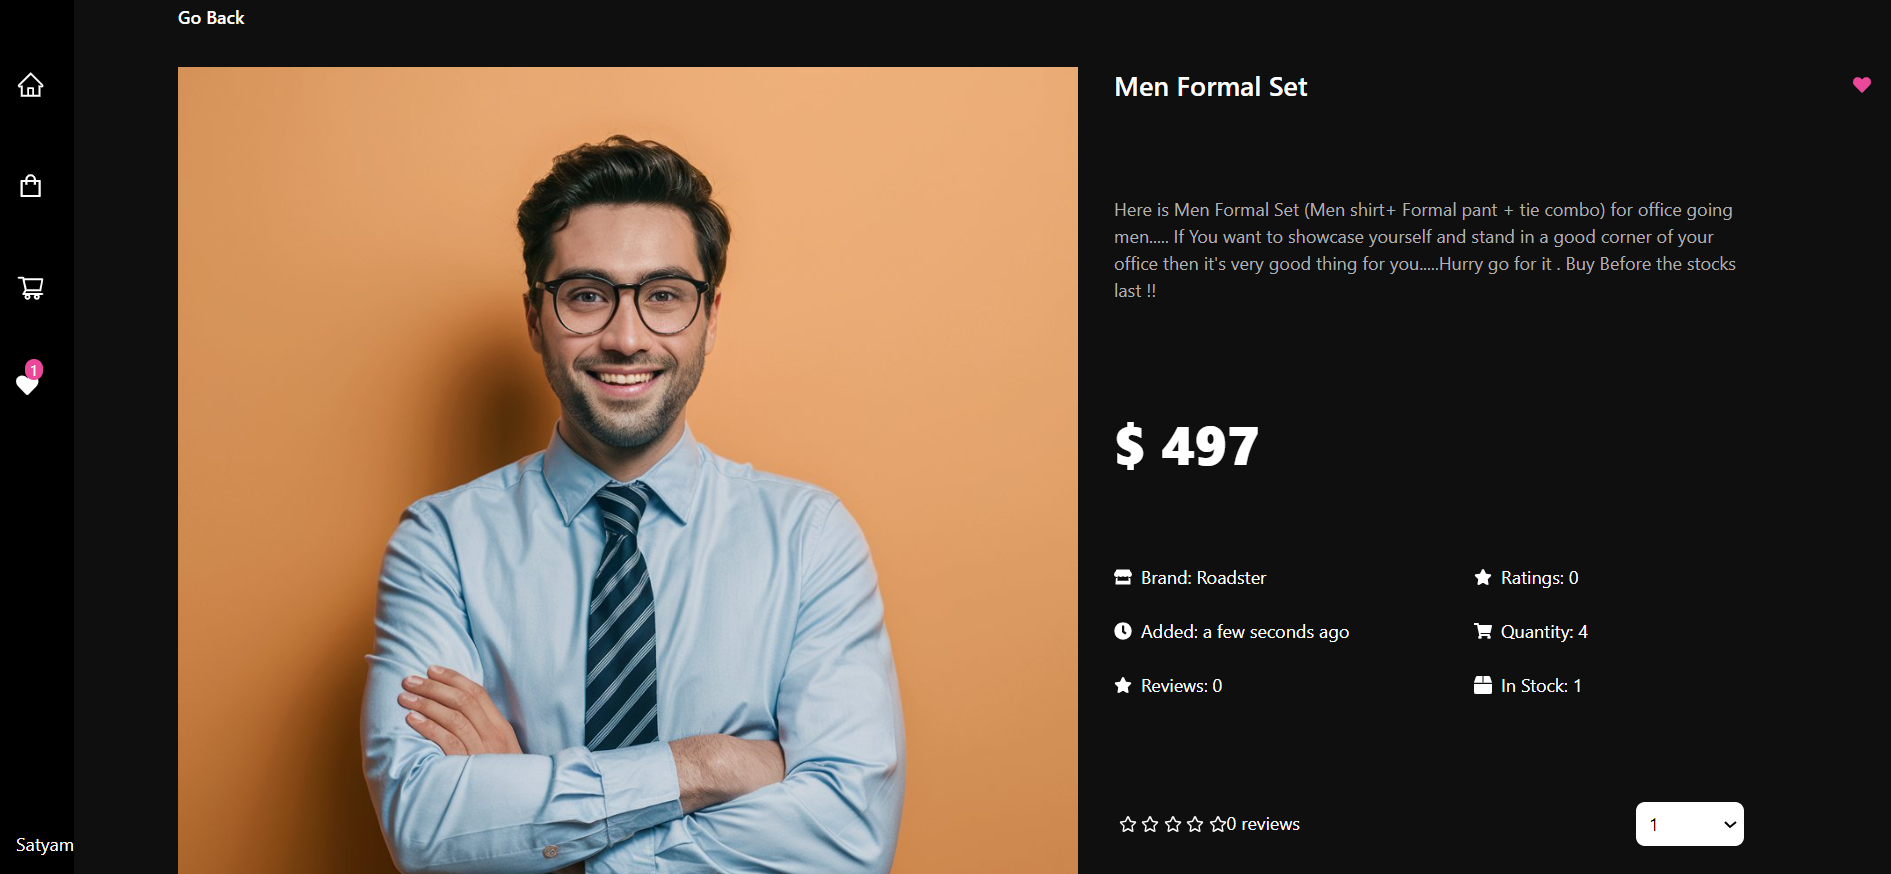 Go Back
Men Formal Set
Here is Men Formal Set (Men shirt+ Formal pant + tie combo) for office going
men..... If You want to showcase yourself and stand in a good corner of your
office then it's very good thing for you.....Hurry go for it . Buy Before the stocks
last !!
1
$ 497
Brand: Roadster
Ratings: 0
Added: a few seconds ago
Quantity: 4
Reviews: 0
In Stock: 1
0 reviews
1
Satyam